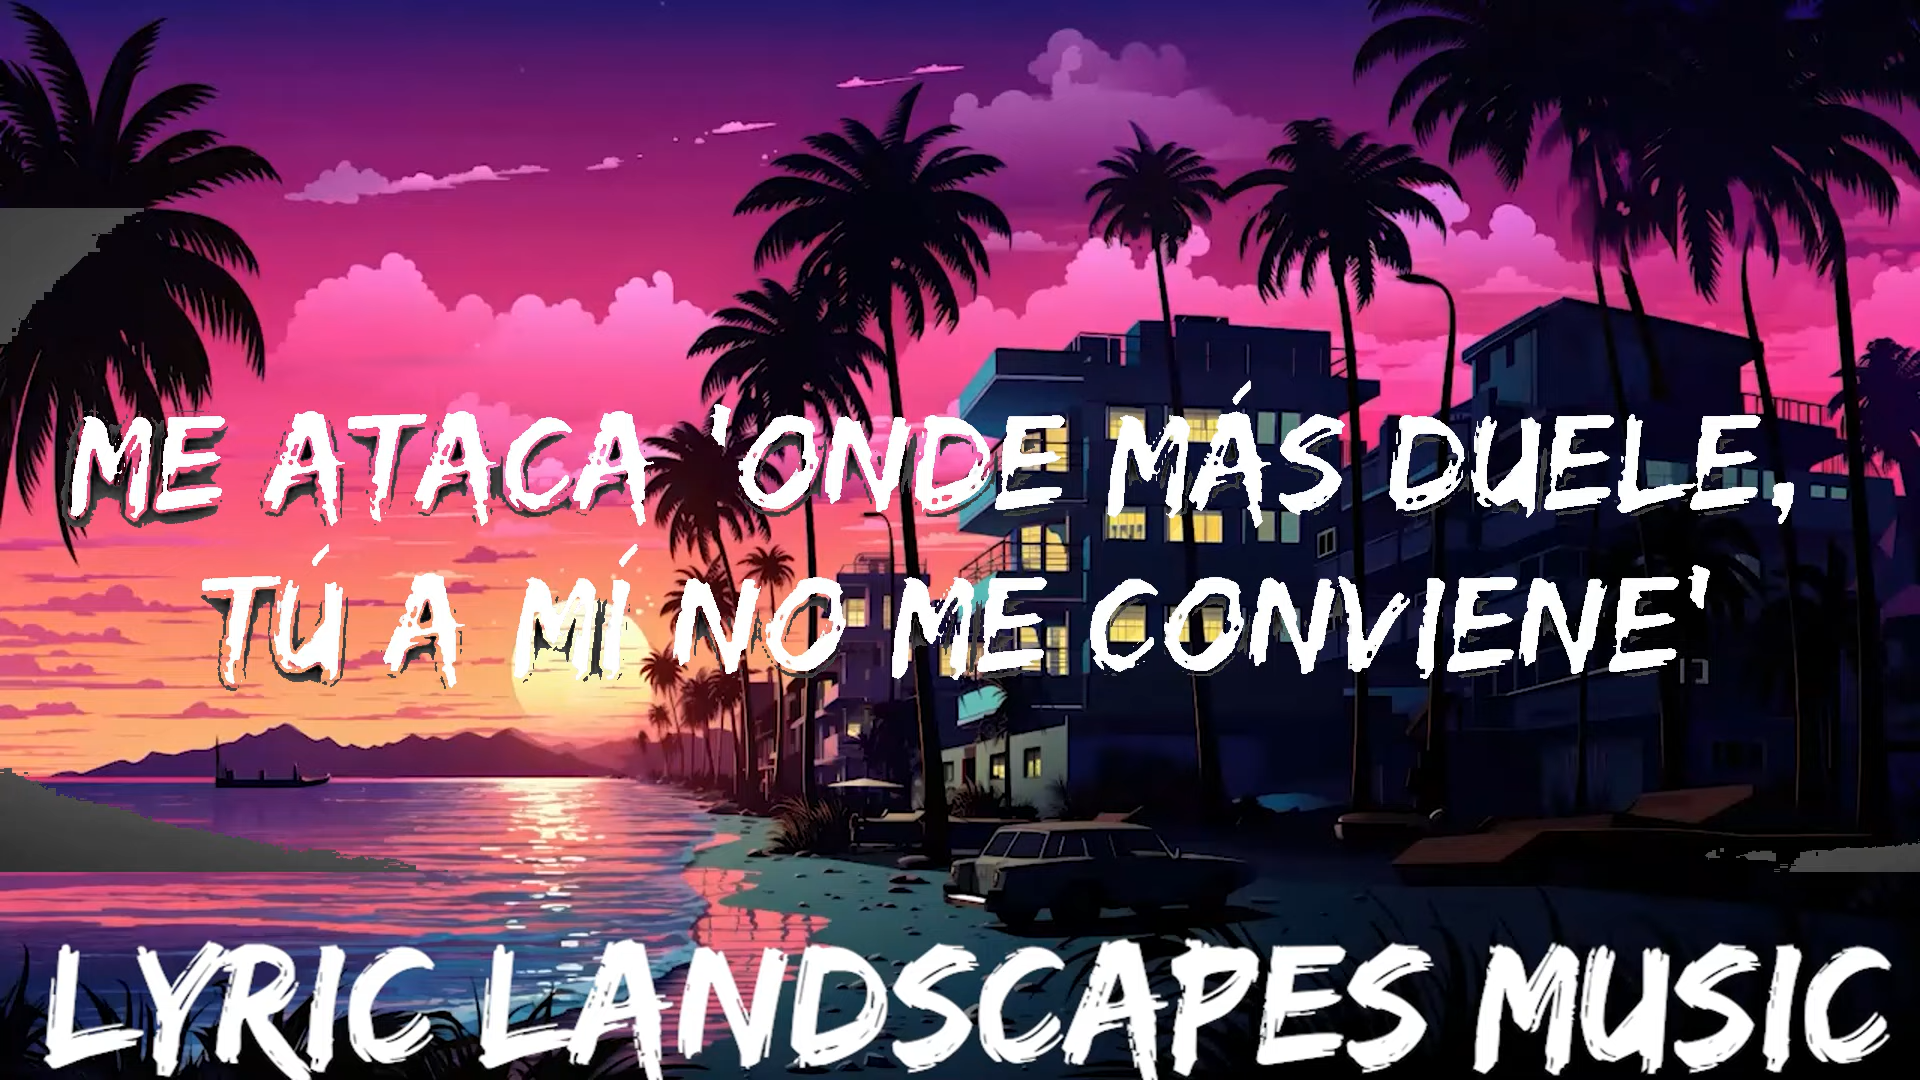 ME ATACA 'ONDE MÁS DUELE,
TÚ A MÍ NO ME CONVIENE'
LYRIC LANDSCAPES MUSIC